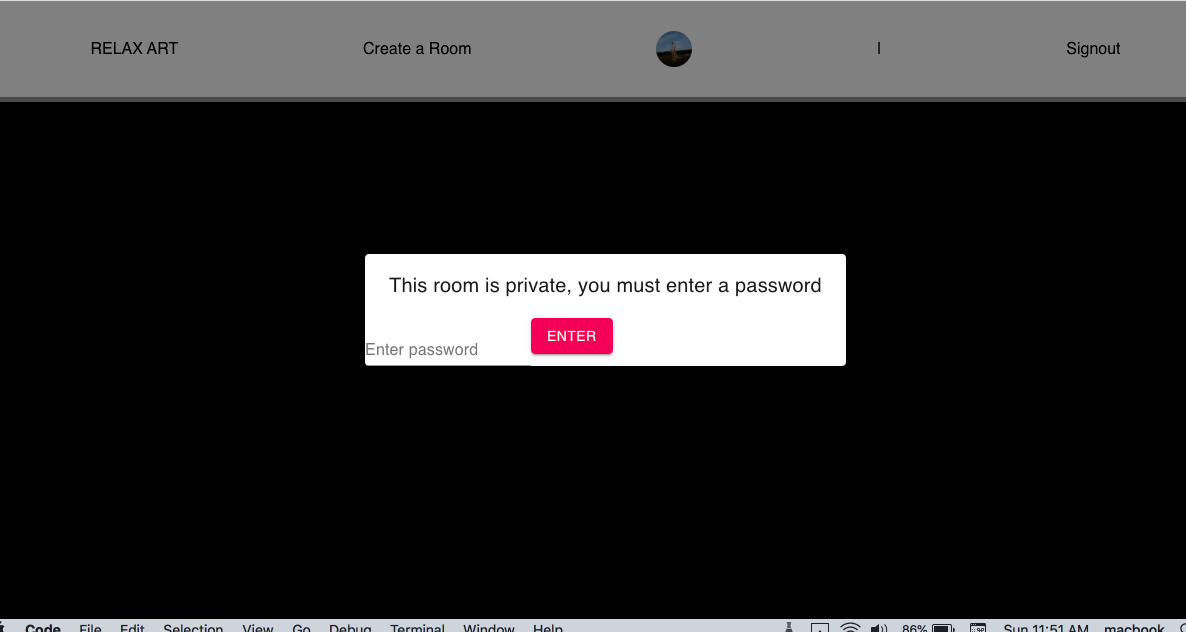 RELAX ART Create a Room | Signout
This room is private, you must enter a password
ENTER
Enter password
Code File Edit Selection View Go Debug Terminal Window Help 86% Sun 11:51 AM macbook